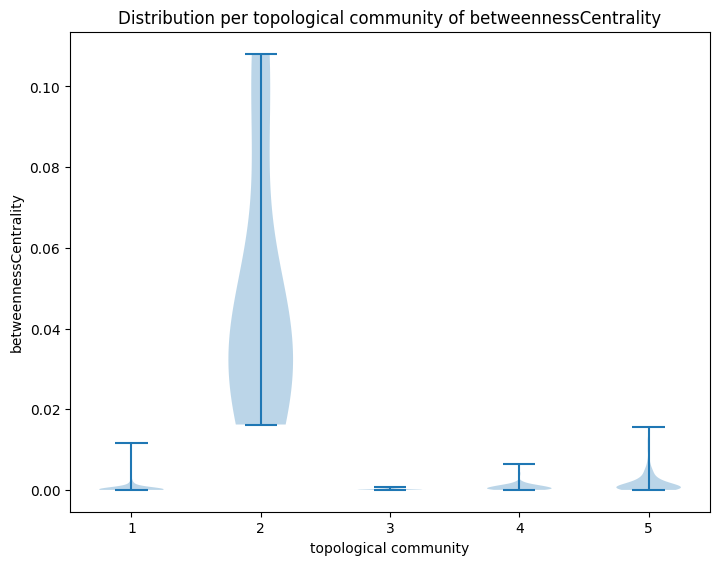 Distribution per topological community of betweennessCentrality
betweennessCentrality
0.10
0.08
0.06
0.04
0.02
0.00
1 2 3 4 5
topological community